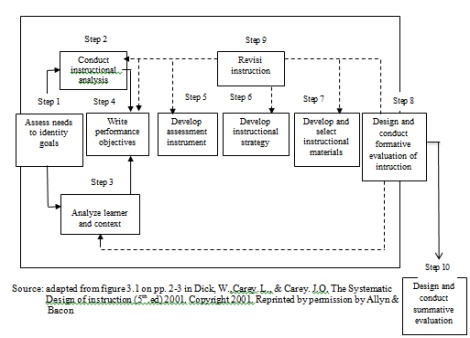 Step 2
Step 9
Conduct
instructional
analysis
Revisi
instruction
Step 1
Step 4
Step 5
Step 6
Step 7
Step 8
Assess needs
to identity
goals
Write
performance
objectives
Develop
assessment
instrument
Develop
instructional
strategy
Develop and
select
instructional
materials
Design and
conduct
formative
evaluation of
intruction
Step 3
Analyze learner
and context
Step 10
Design and
conduct
summative
evaluation
Source: adapted from figure 3.1 on pp. 2-3 in Dick, W, Carey, L., & Carey. J.O. The Systematic
Design of instruction (5th ed) 2001. Copyright 2001. Reprinted by permission by Allyn &
Bacon